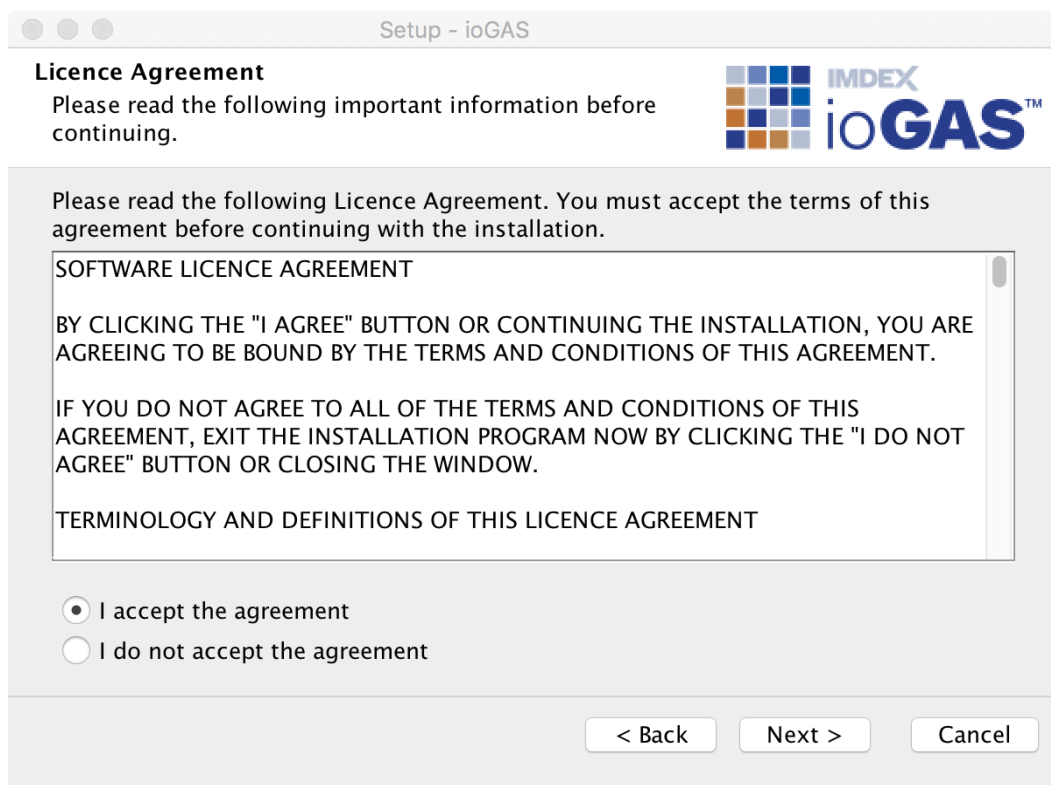 Setup - ioGAS
Licence Agreement
Please read the following important information before
continuing.
IMDEX
ioGAS™
Please read the following Licence Agreement. You must accept the terms of this
agreement before continuing with the installation.
SOFTWARE LICENCE AGREEMENT
BY CLICKING THE "I AGREE" BUTTON OR CONTINUING THE INSTALLATION, YOU ARE
AGREEING TO BE BOUND BY THE TERMS AND CONDITIONS OF THIS AGREEMENT.
IF YOU DO NOT AGREE TO ALL OF THE TERMS AND CONDITIONS OF THIS
AGREEMENT, EXIT THE INSTALLATION PROGRAM NOW BY CLICKING THE "I DO NOT
AGREE" BUTTON OR CLOSING THE WINDOW.
TERMINOLOGY AND DEFINITIONS OF THIS LICENCE AGREEMENT
I accept the agreement
I do not accept the agreement
< Back
Next >
Cancel